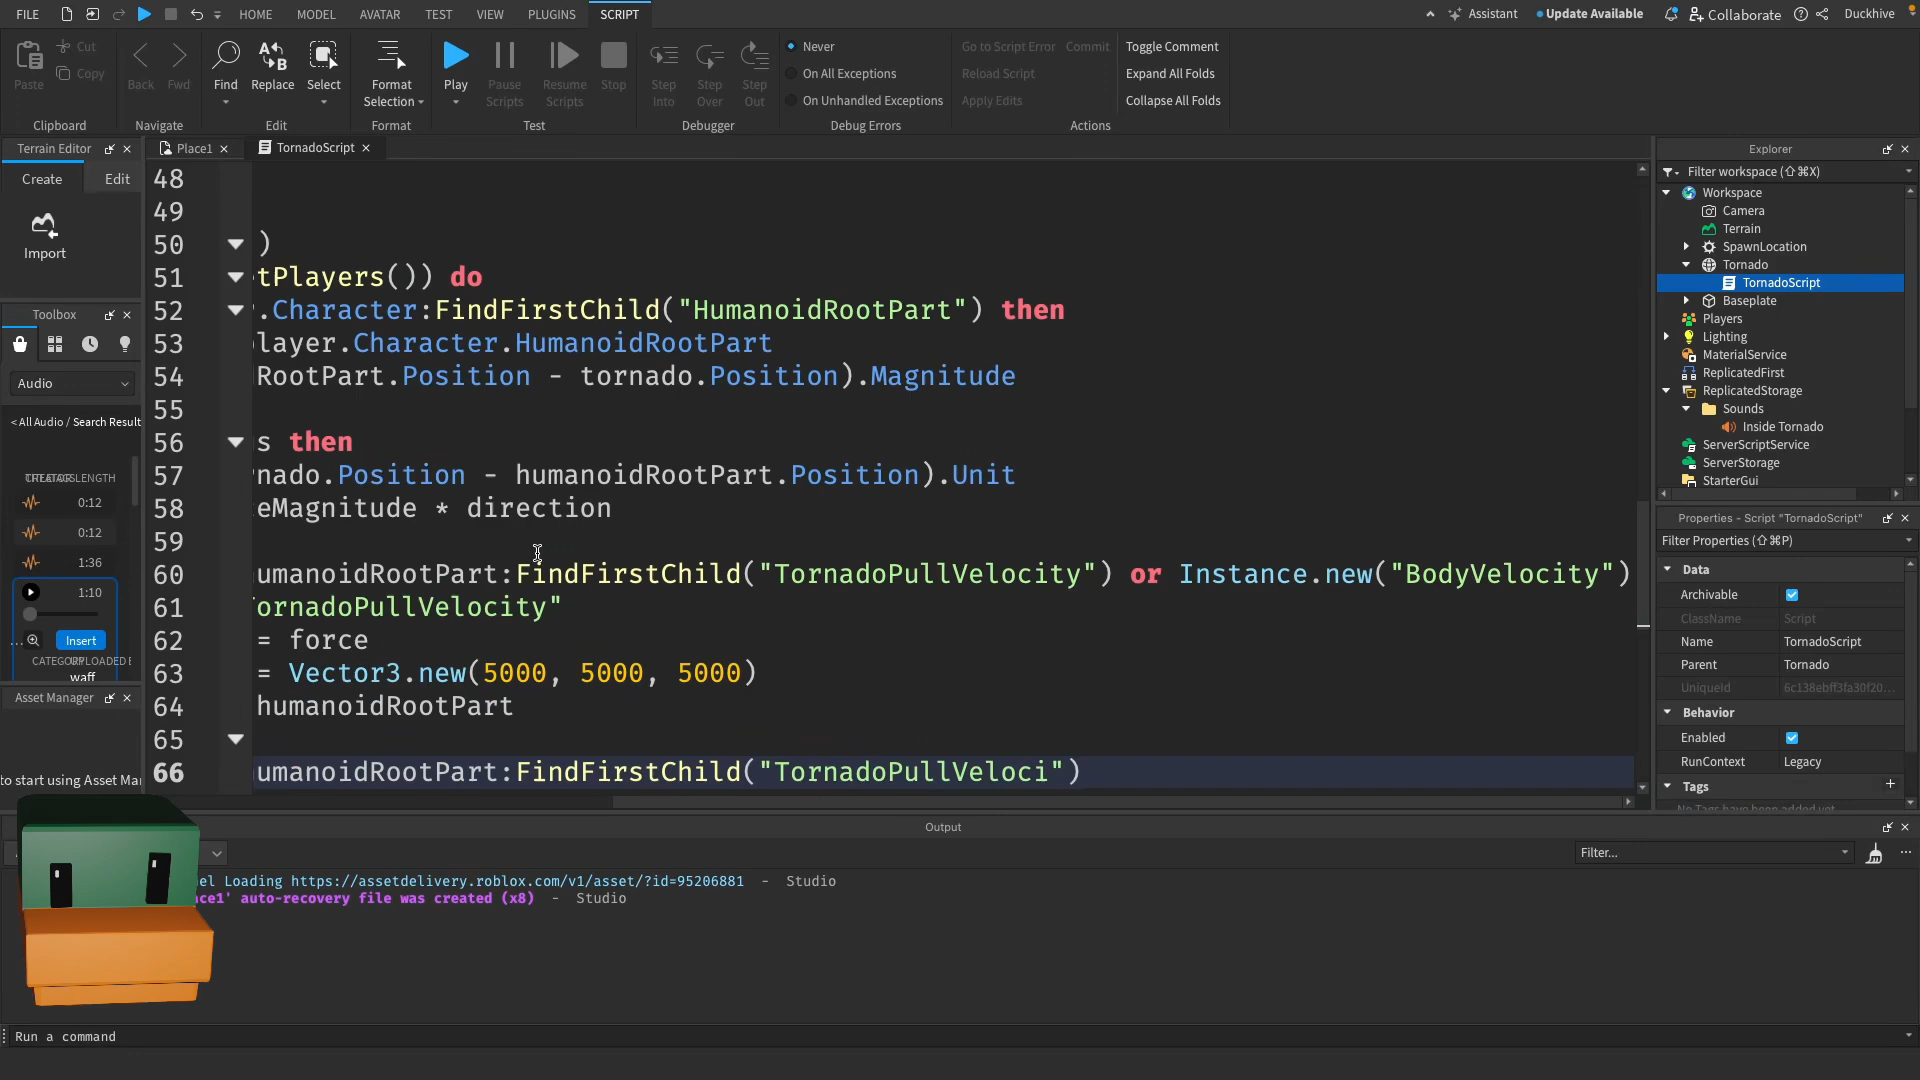 FILE HOME MODEL AVATAR TEST VIEW PLUGINS SCRIPT Assistant Update Available Collaborate Duckhive
Paste Cut Copy Back Fwd Find Replace Select Format Selection Play Pause Scripts Resume Scripts Stop Step Into Step Over Step Out
Never Go to Script Error Commit Toggle Comment
On All Exceptions Reload Script Expand All Folds
On Unhandled Exceptions Apply Edits Collapse All Folds
Clipboard Navigate Edit Format Test Debugger Debug Errors Actions
Terrain Editor
Create Edit
Import
Toolbox
Audio
< All Audio / Search Result
0:12
0:12
1:36
1:10
Insert
waff
Asset Manager
to start using Asset Ma
Place1 TornadoScript
48
49
50 )
51 tPlayers()) do
52 .Character:FindFirstChild("HumanoidRootPart") then
53 layer.Character.HumanoidRootPart
54 RootPart.Position - tornado.Position).Magnitude
55
56 s then
57 nado.Position - humanoidRootPart.Position).Unit
58 eMagnitude * direction
59
60 umanoidRootPart:FindFirstChild("TornadoPullVelocity") or Instance.new("BodyVelocity")
61 ornadoPullVelocity"
62 = force
63 = Vector3.new(5000, 5000, 5000)
64 humanoidRootPart
65
66 umanoidRootPart:FindFirstChild("TornadoPullVeloci")
Explorer
Filter workspace (⇧⌘X)
Workspace
Camera
Terrain
SpawnLocation
Tornado
TornadoScript
Baseplate
Players
Lighting
MaterialService
ReplicatedFirst
ReplicatedStorage
Sounds
Inside Tornado
ServerScriptService
ServerStorage
StarterGui
Properties - Script "TornadoScript"
Filter Properties (⇧⌘P)
Data
Archivable
ClassName Script
Name TornadoScript
Parent Tornado
UniqueId 6c138ebff3fa30f20...
Behavior
Enabled
RunContext Legacy
Tags
No Tags have been added yet
Output
Filter...
el Loading https://assetdelivery.roblox.com/v1/asset/?id=95206881 - Studio
ace1' auto-recovery file was created (x8) - Studio
Run a command